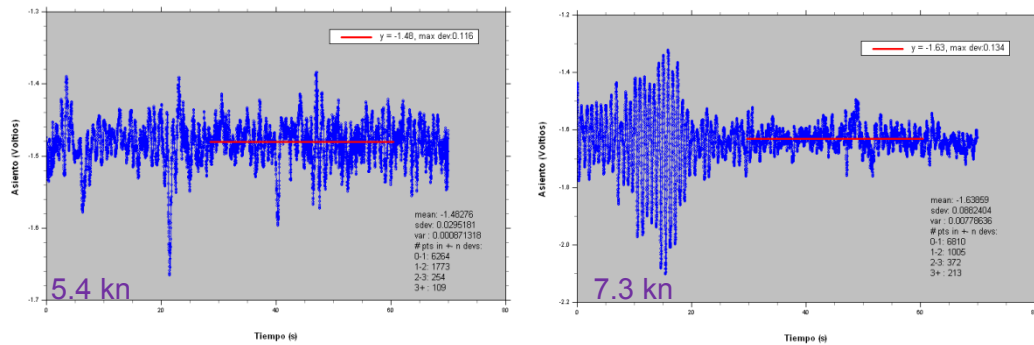 -1.3
-1.4
-1.5
-1.6
-1.7
Asiento (Voltios)
y = -1.48, max dev:0.116
mean: -1.48276
sdev: 0.0295181
var : 0.000871318
# pts in +- n devs:
0-1: 6264
1-2: 1773
2-3: 254
3+ : 109
5.4 kn
0
20
40
60
80
Tiempo (s)
-1.2
-1.4
-1.6
-1.8
-2.0
-2.2
Asiento (Voltios)
y = -1.63, max dev:0.134
mean: -1.63859
sdev: 0.0882404
var : 0.00778636
# pts in +- n devs:
0-1: 6810
1-2: 1005
2-3: 372
3+ : 213
7.3 kn
0
20
40
60
80
Tiempo (s)